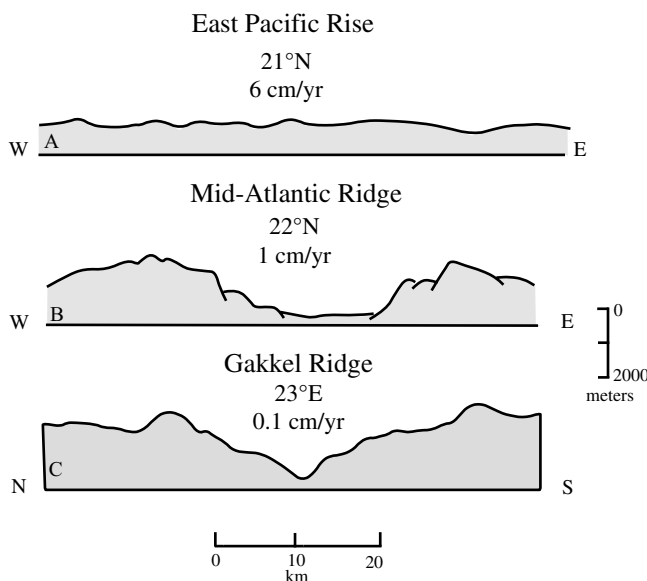 East Pacific Rise
21°N
6 cm/yr
W A E
Mid-Atlantic Ridge
22°N
1 cm/yr
W B E
0
2000
meters
Gakkel Ridge
23°E
0.1 cm/yr
C
N S
0 10 20
km